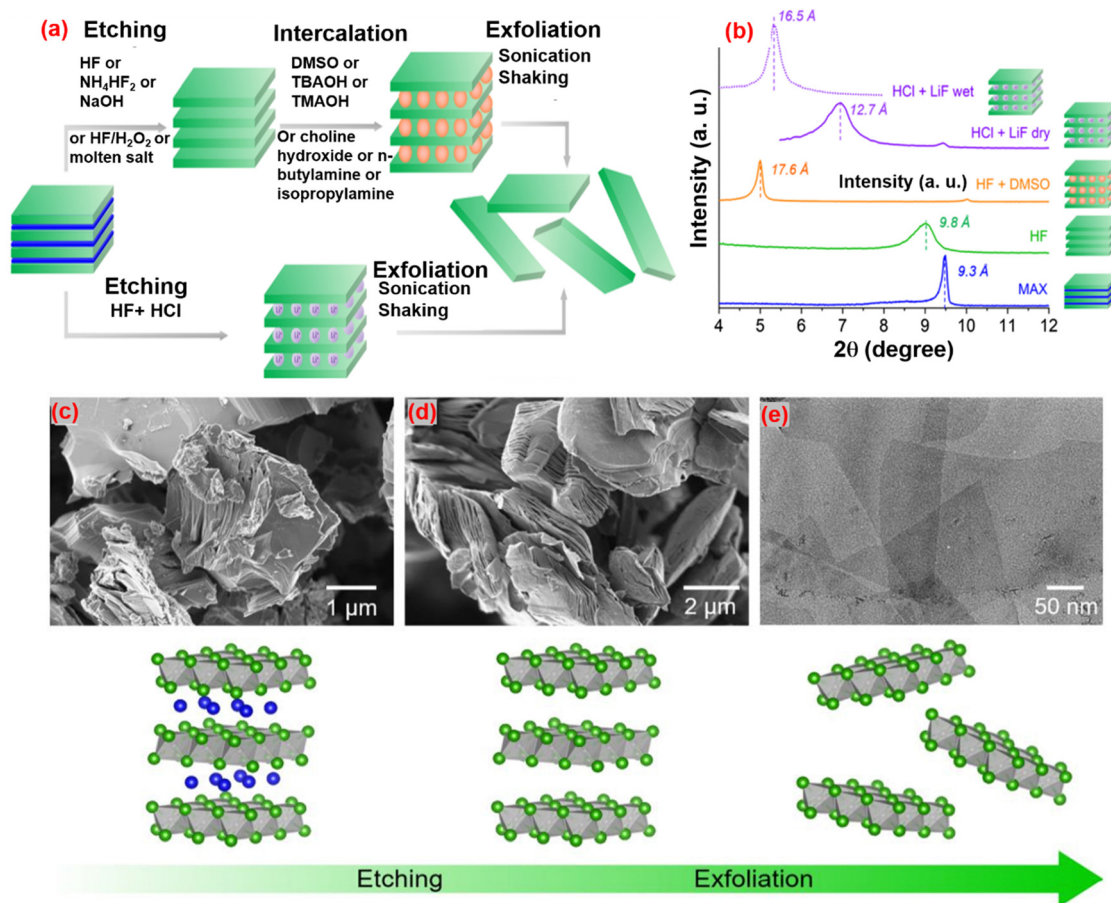 (a)
Etching
HF or
NH₄HF₂ or
NaOH
or HF/H₂O₂ or
molten salt
Intercalation
DMSO or
TBAOH or
TMAOH
Or choline
hydroxide or n-
butylamine or
isopropylamine
Exfoliation
Sonication
Shaking
Etching
HF+ HCl
Exfoliation
Sonication
Shaking
(b)
Intensity (a. u.)
16.5 Å
HCl + LiF wet
12.7 Å
HCl + LiF dry
17.6 Å
Intensity (a. u.)
HF + DMSO
9.8 Å
HF
9.3 Å
MAX
4 5 6 7 8 9 10 11 12
2θ (degree)
(c)
1 μm
(d)
2 μm
(e)
50 nm
Etching
Exfoliation